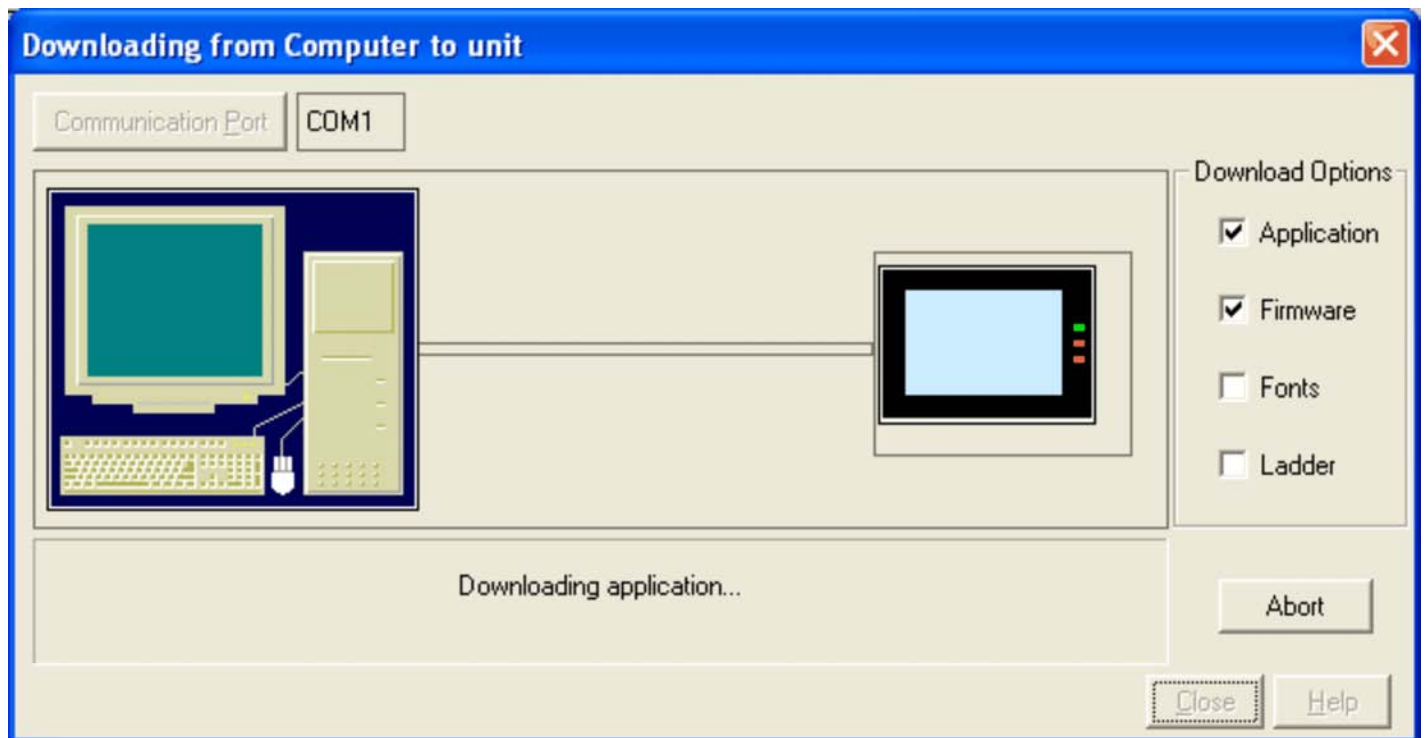 Downloading from Computer to unit
Communication Port
COM1
Download Options
Application
Firmware
Fonts
Ladder
Downloading application...
Abort
Close
Help